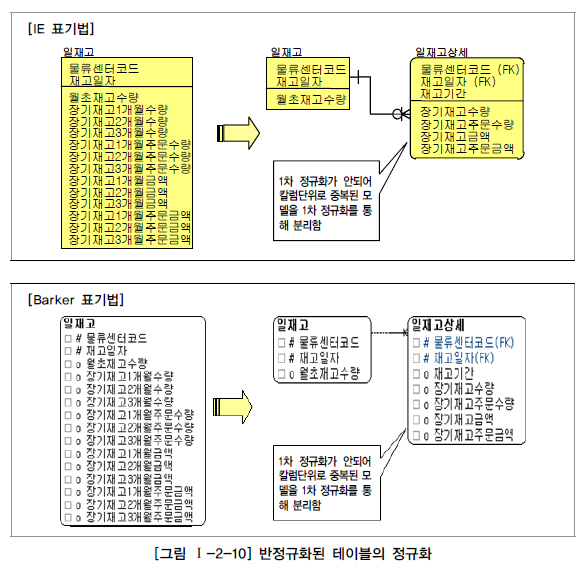 [IE 표기법]
일재고
물류센터코드
재고일자
월초재고수량
장기재고1개월수량
장기재고2개월수량
장기재고3개월수량
장기재고1개월주문수량
장기재고2개월주문수량
장기재고3개월주문수량
장기재고1개월금액
장기재고2개월금액
장기재고3개월금액
장기재고1개월주문금액
장기재고2개월주문금액
장기재고3개월주문금액
일재고
물류센터코드
재고일자
월초재고수량
일재고상세
물류센터코드 (FK)
재고일자 (FK)
재고기간
장기재고수량
장기재고주문수량
장기재고금액
장기재고주문금액
1차 정규화가 안되어
칼럼단위로 중복된 모
델을 1차 정규화를 통
해 분리함
[Barker 표기법]
일재고
# 물류센터코드
# 재고일자
o 월초재고수량
o 장기재고1개월수량
o 장기재고2개월수량
o 장기재고3개월수량
o 장기재고1개월주문수량
o 장기재고2개월주문수량
o 장기재고3개월주문수량
o 장기재고1개월금액
o 장기재고2개월금액
o 장기재고3개월금액
o 장기재고1개월주문금액
o 장기재고2개월주문금액
o 장기재고3개월주문금액
일재고
# 물류센터코드
# 재고일자
o 월초재고수량
일재고상세
# 물류센터코드(FK)
# 재고일자(FK)
o 재고기간
o 장기재고수량
o 장기재고주문수량
o 장기재고금액
o 장기재고주문금액
1차 정규화가 안되어
칼럼단위로 중복된 모
델을 1차 정규화를 통
해 분리함
[그림 Ⅰ-2-10] 반정규화된 테이블의 정규화